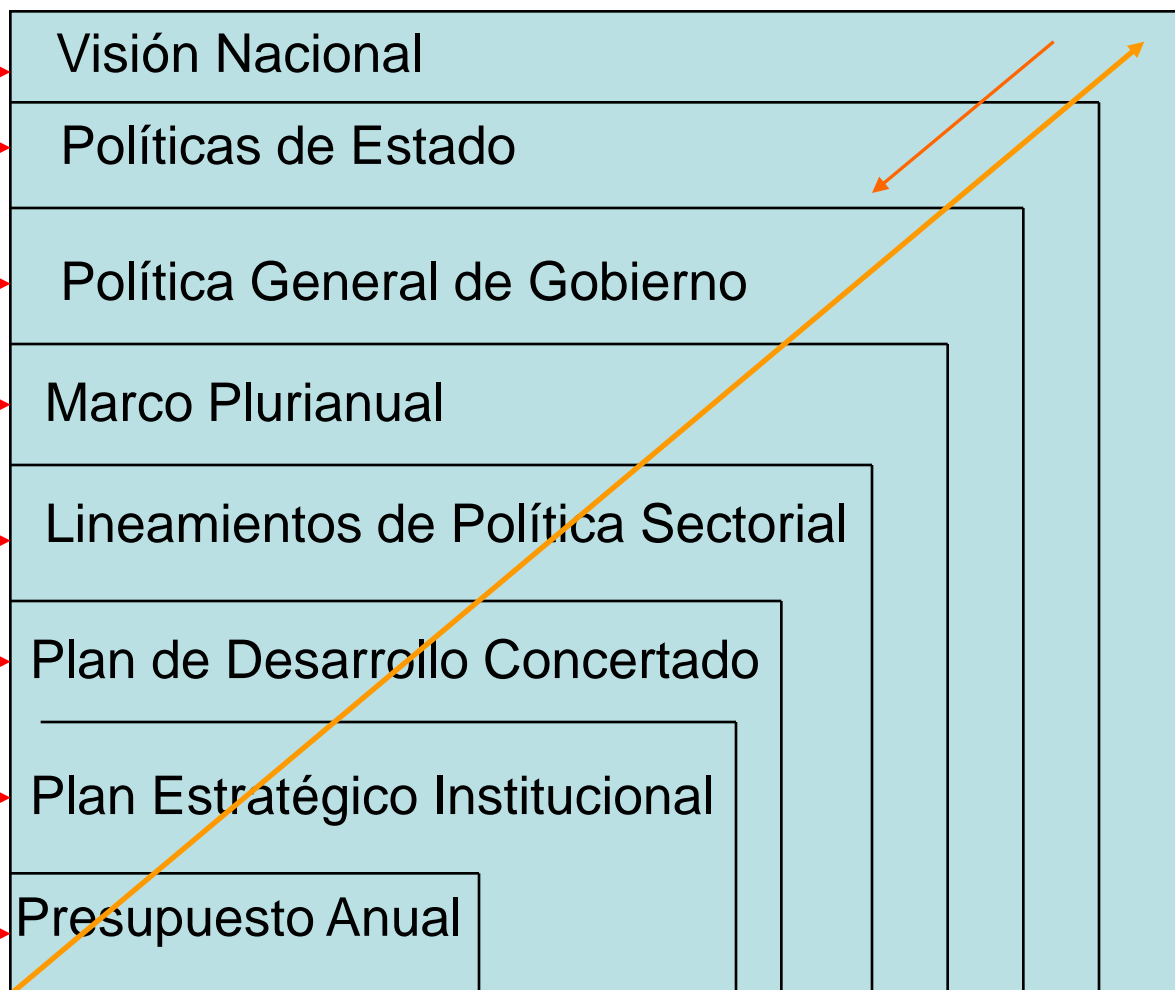 Visión Nacional
Políticas de Estado
Política General de Gobierno
Marco Plurianual
Lineamientos de Política Sectorial
Plan de Desarrollo Concertado
Plan Estratégico Institucional
Presupuesto Anual